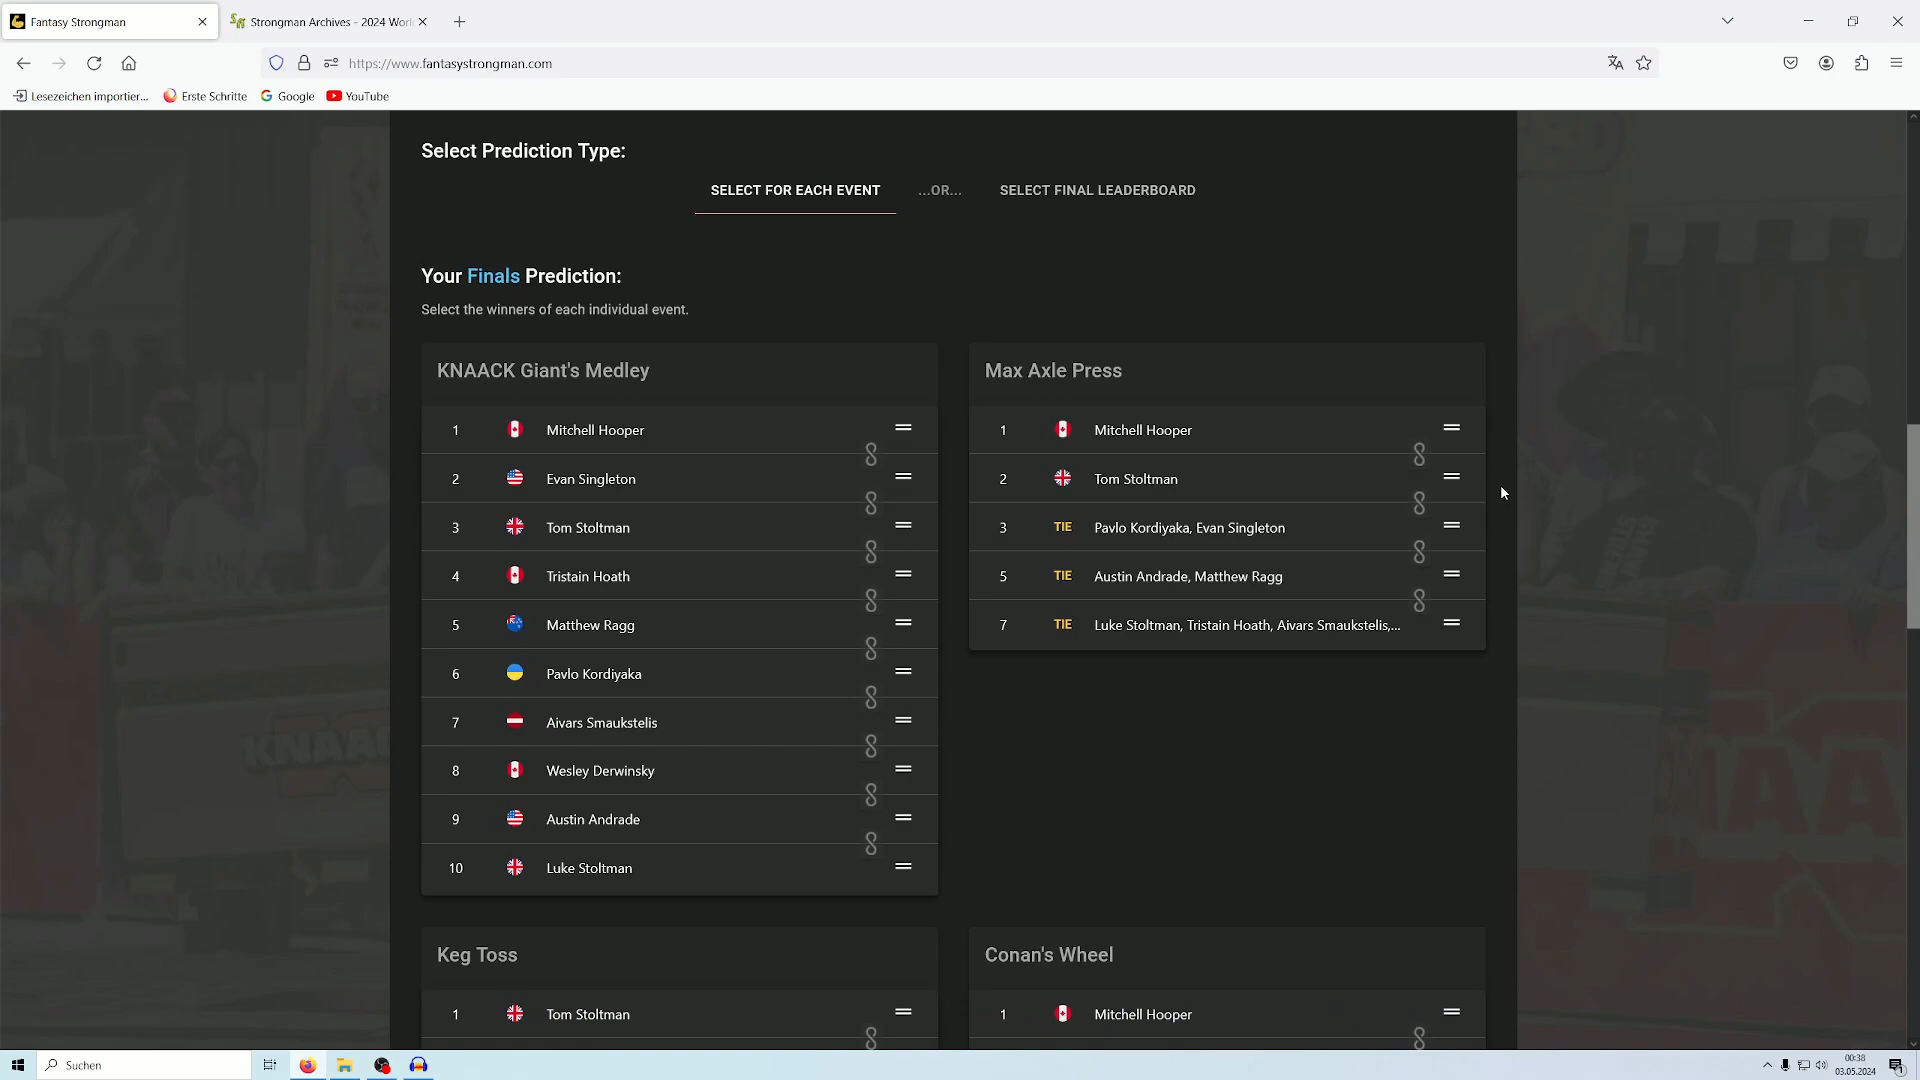 Fantasy Strongman
Strongman Archives - 2024 Worl
https://www.fantasystrongman.com
Lesezeichen importier...
Erste Schritte
Google
YouTube
Select Prediction Type:
SELECT FOR EACH EVENT
...OR...
SELECT FINAL LEADERBOARD
Your Finals Prediction:
Select the winners of each individual event.
KNAACK Giant's Medley
1 Mitchell Hooper
2 Evan Singleton
3 Tom Stoltman
4 Tristain Hoath
5 Matthew Ragg
6 Pavlo Kordiyaka
7 Aivars Smaukstelis
8 Wesley Derwinsky
9 Austin Andrade
10 Luke Stoltman
Max Axle Press
1 Mitchell Hooper
2 Tom Stoltman
3 TIE Pavlo Kordiyaka, Evan Singleton
5 TIE Austin Andrade, Matthew Ragg
7 TIE Luke Stoltman, Tristain Hoath, Aivars Smaukstelis,...
Keg Toss
1 Tom Stoltman
Conan's Wheel
1 Mitchell Hooper
KNAAC
Suchen
00:38
03.05.2024